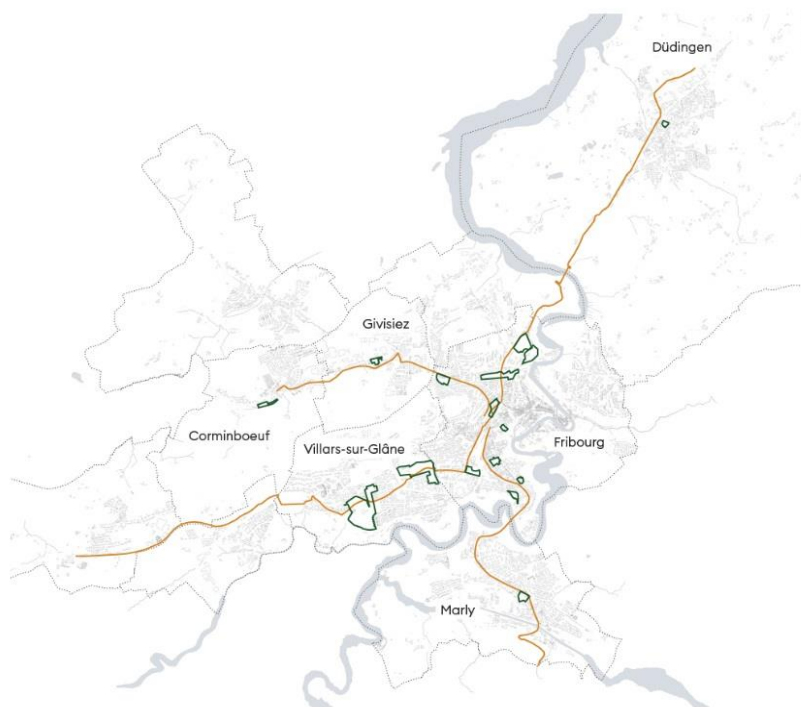 Düdingen
Givisiez
Corminboeuf
Villars-sur-Glâne
Fribourg
Marly